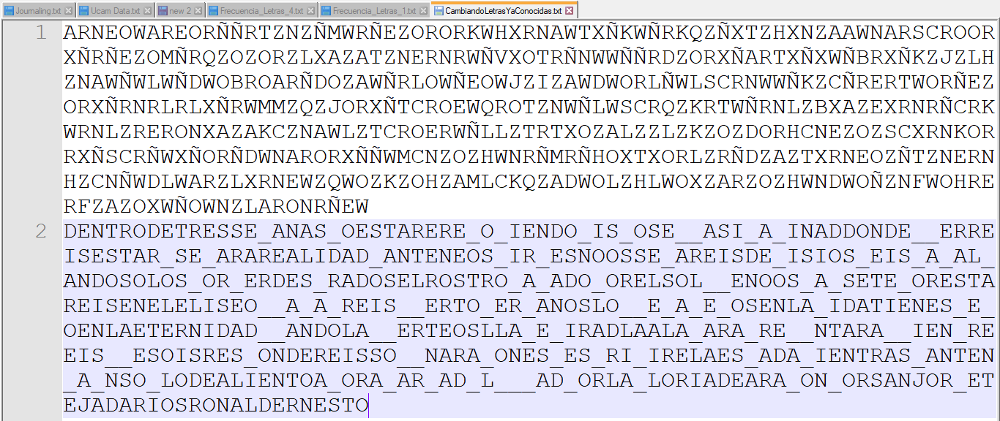 Journaling.txt Ucam Data.txt new 2 Frecuencia_Letras_4.txt Frecuencia_Letras_1.txt CambiandoLetrasYaConocidas.txt
1 ARNEOWAREORÑÑRTZNZÑMWRÑEZORORKWHXRNAWTXÑKWÑRKQZÑXTZHXNZAAWNARSCROOR
XÑRÑEZOMÑRQZOZORZLXAZATZNERNRWÑVXOTRÑNWWÑÑRDZORXÑARTXÑXWÑBRXÑKZJZLH
ZNAWÑWLWÑDWOBROARÑDOZAWÑRLOWÑEOWJZIZAWDWORLÑWLSCRNWWÑKZCÑRERTWORÑEZ
ORXÑRNRLRLXÑRWMMZQZJORXÑTCROEWQROTZNWÑLWSCRQZKRTWÑRNLZBXAZEXRNRÑCRK
WRNLZRERONXAZAKCZNAWLZTCROERWÑLLZTRTXOZALZZLZKZOZDORHCNEZOZSCXRNKOR
RXÑSCRÑWXÑORÑDWNARORXÑÑWMCNZOZHWNRÑMRÑHOXTXORLZRÑDZAZTXRNEOZÑTZNERN
HZCNÑWDLWARZLXRNEWZQWOZKZOHZAMLCKQZADWOLZHLWOXZARZOZHWNDWOÑZNFWOHRE
RFZAZOXWÑOWNZLARONRÑEW
2 DENTRODETRESSE_ANAS_OESTARERE_O_IENDO_IS_OSE__ASI_A_INADDONDE__ERRE
ISESTAR_SE_ARAREALIDAD_ANTENEOS_IR_ESNOOSSE_AREISDE_ISIOS_EIS_A_AL_
ANDOSOLOS_OR_ERDES_RADOSELROSTRO_A_ADO_ORELSOL__ENOOS_A_SETE_ORESTA
REISENELELISEO__A_A_REIS__ERTO_ER_ANOSLO__E_A_E_OSENLA_IDATIENES_E_
OENLAETERNIDAD__ANDOLA__ERTEOSLLA_E_IRADLAALA_ARA_RE__NTARA__IEN_RE
EIS__ESOISRES_ONDEREISSO__NARA_ONES_ES_RI_IRELAES_ADA_IENTRAS_ANTEN
_A_NSO_LODEALIENTOA_ORA_AR_AD_L___AD_ORLA_LORIADEARA_ON_ORSANJOR_ET
EJADARIOSRONALDERNESTO